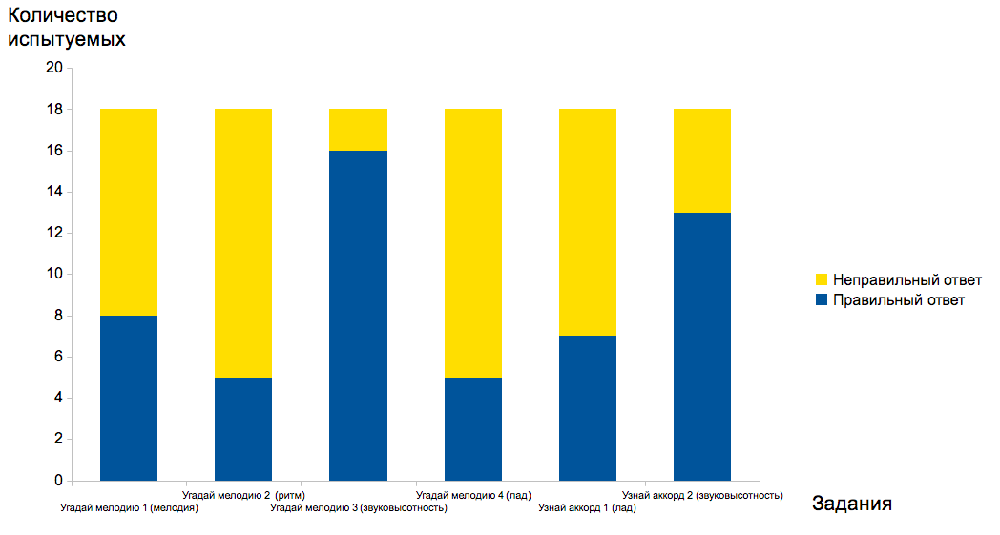 Количество
испытуемых
20
18
16
14
12
10
8
6
4
2
0
Неправильный ответ
Правильный ответ
Угадай мелодию 2 (ритм)
Угадай мелодию 4 (лад)
Узнай аккорд 2 (звуковысотность)
Угадай мелодию 1 (мелодия)
Угадай мелодию 3 (звуковысотность)
Узнай аккорд 1 (лад)
Задания